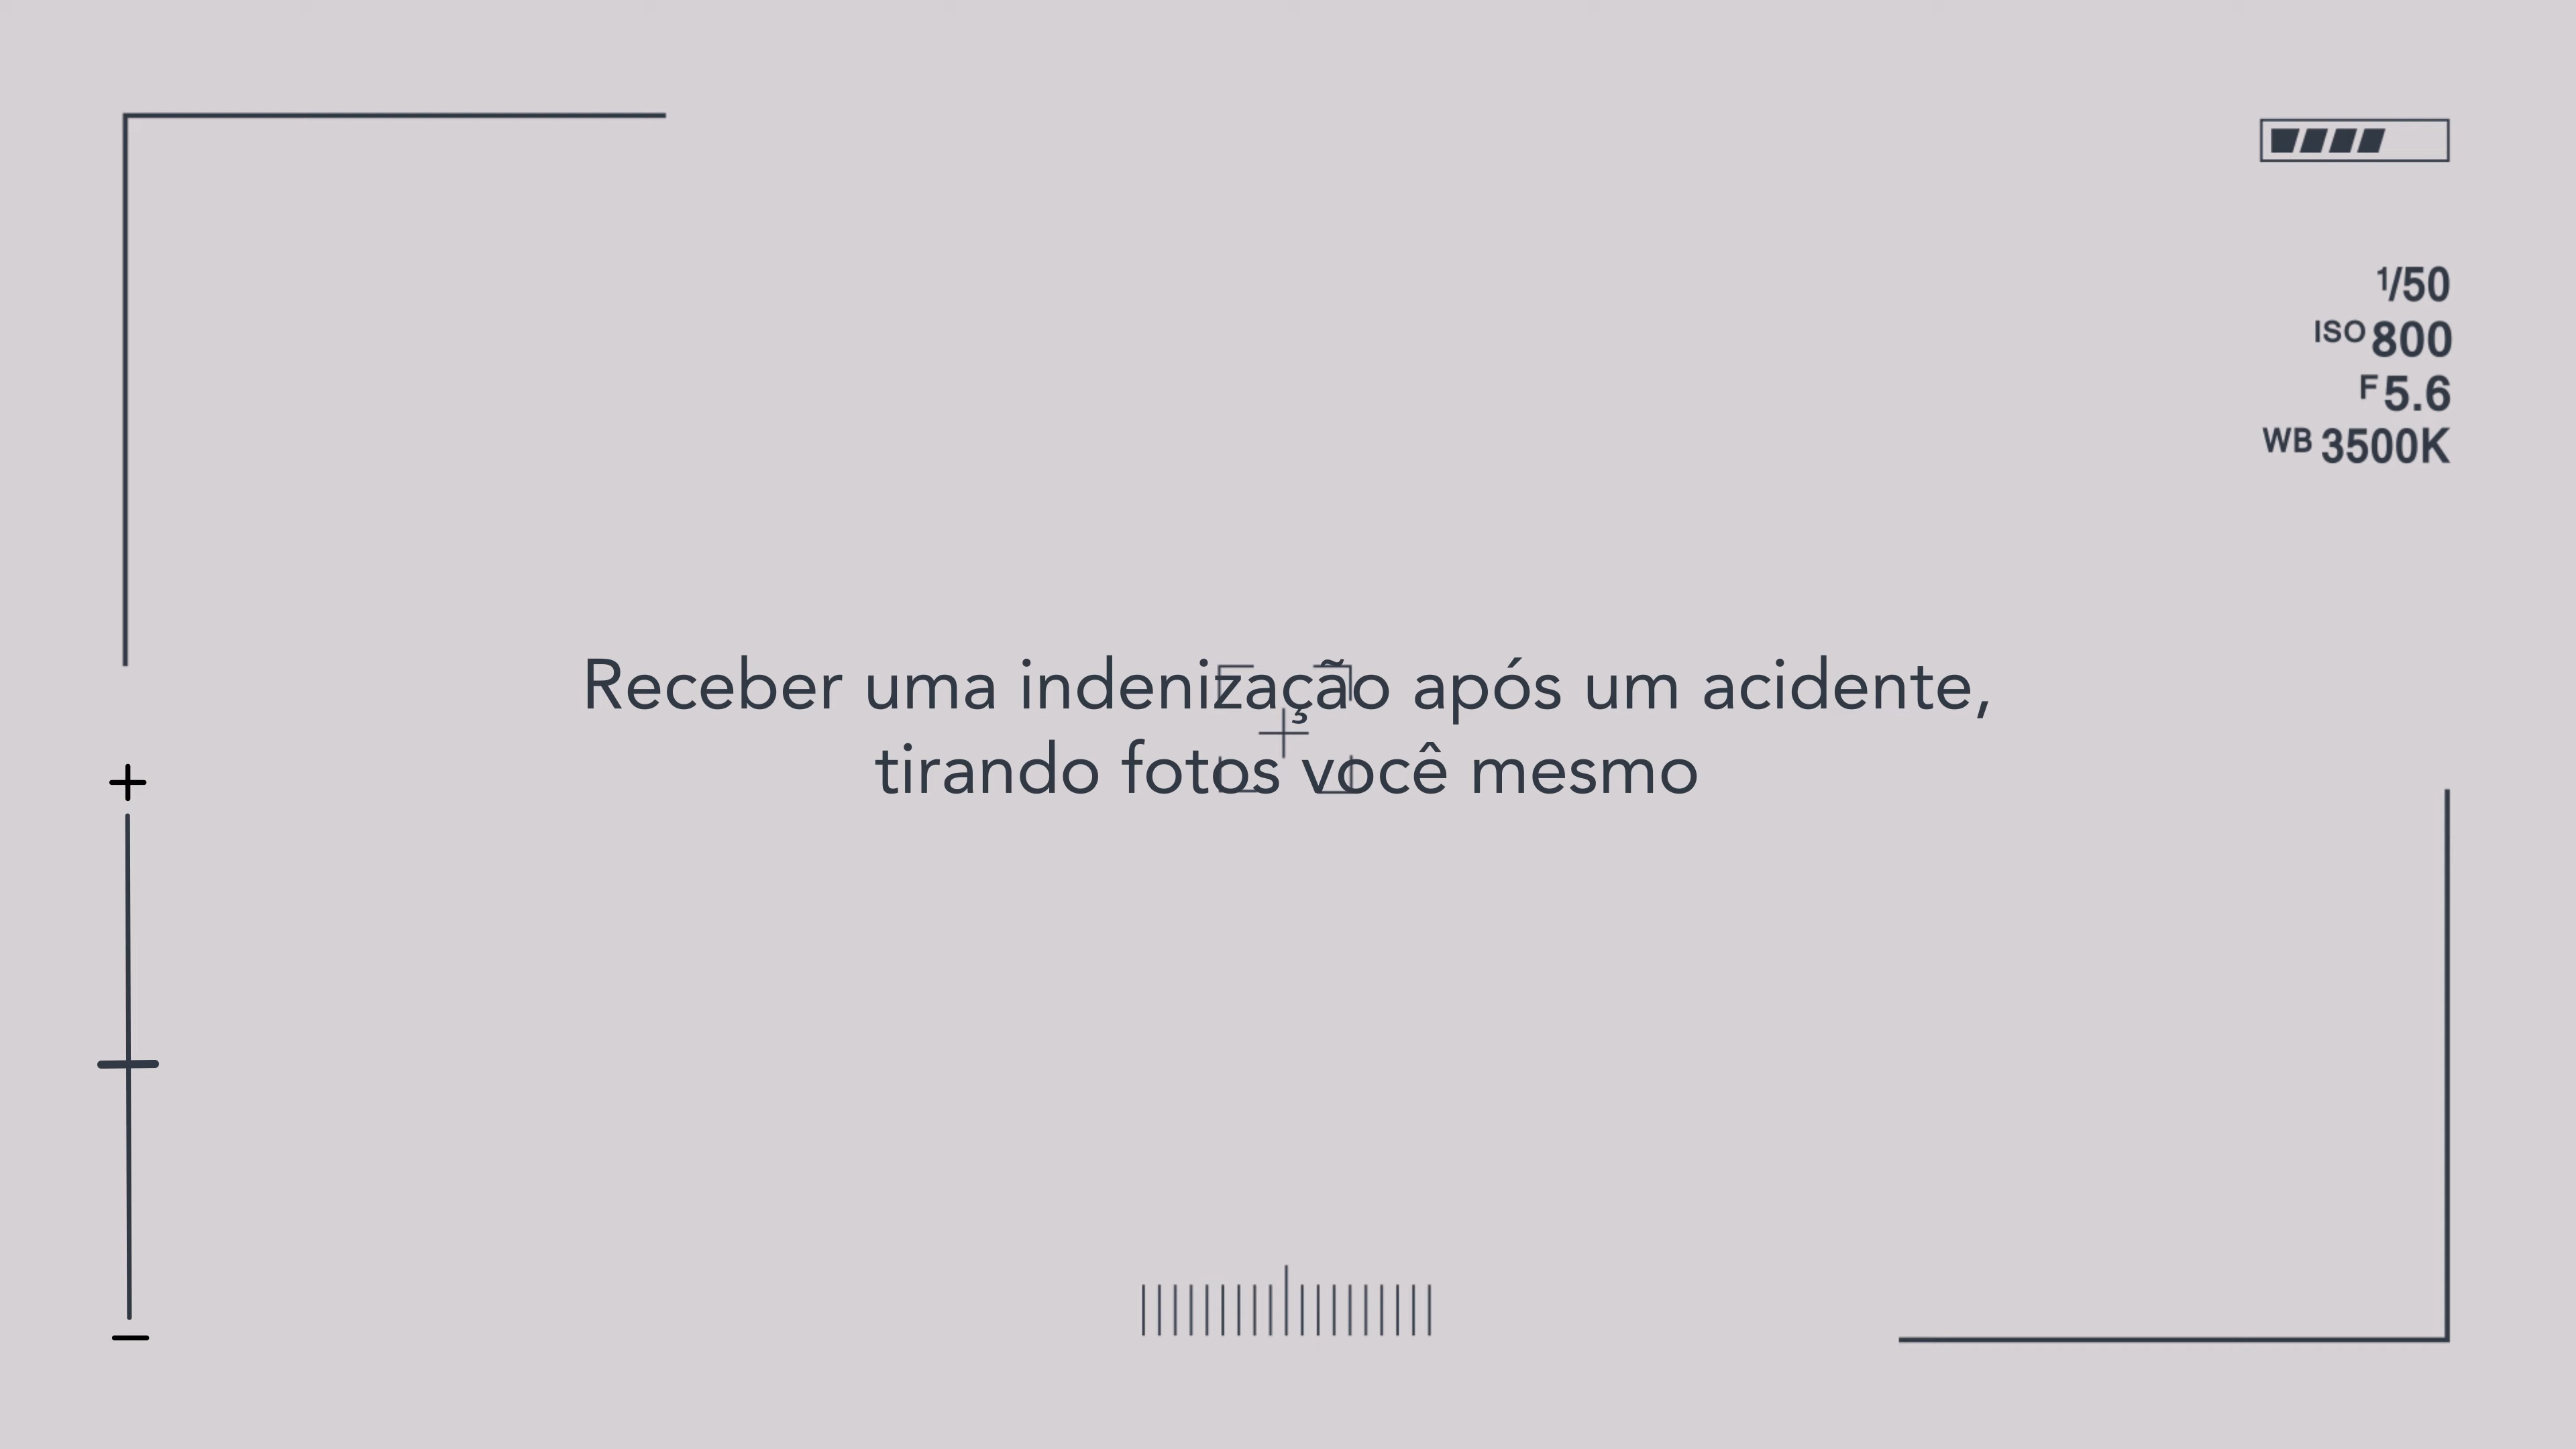 1/50
ISO 800
F 5.6
WB 3500K
Receber uma indenização após um acidente,
tirando fotos você mesmo